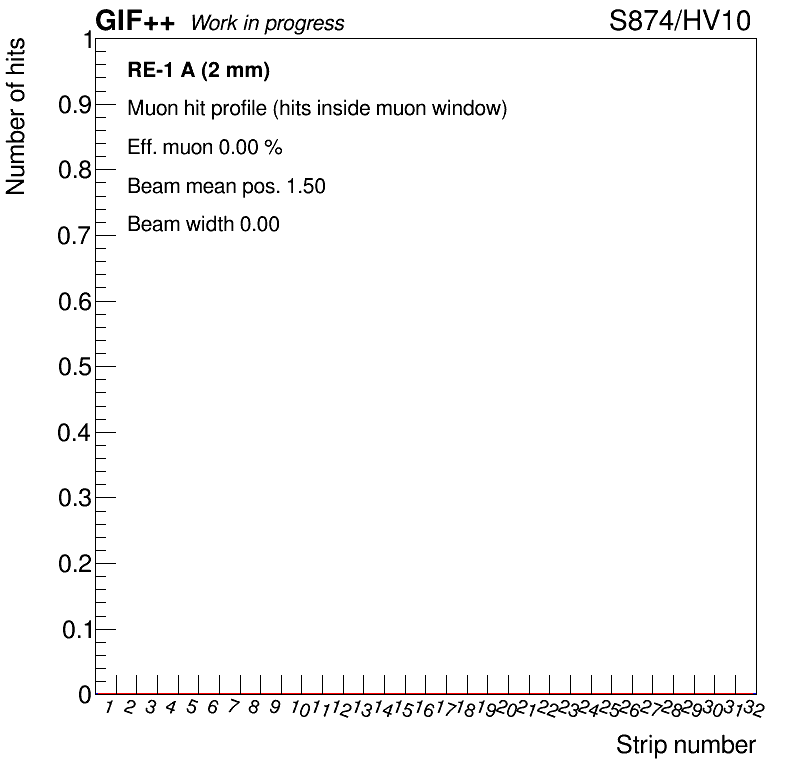 GIF++ Work in progress S874/HV10
Number of hits
RE-1 A (2 mm)
Muon hit profile (hits inside muon window)
Eff. muon 0.00 %
Beam mean pos. 1.50
Beam width 0.00
1
0.9
0.8
0.7
0.6
0.5
0.4
0.3
0.2
0.1
0
1 2 3 4 5 6 7 8 9 10 11 12 13 14 15 16 17 18 19 20 21 22 23 24 25 26 27 28 29 30 31 32
Strip number